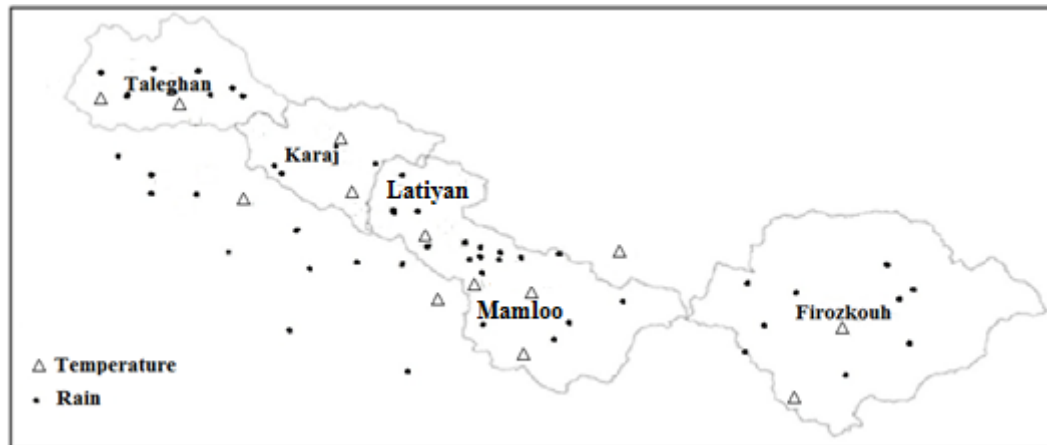 Taleghan
Karaj
Latiyan
Mamloo
Firozkouh
Temperature
Rain